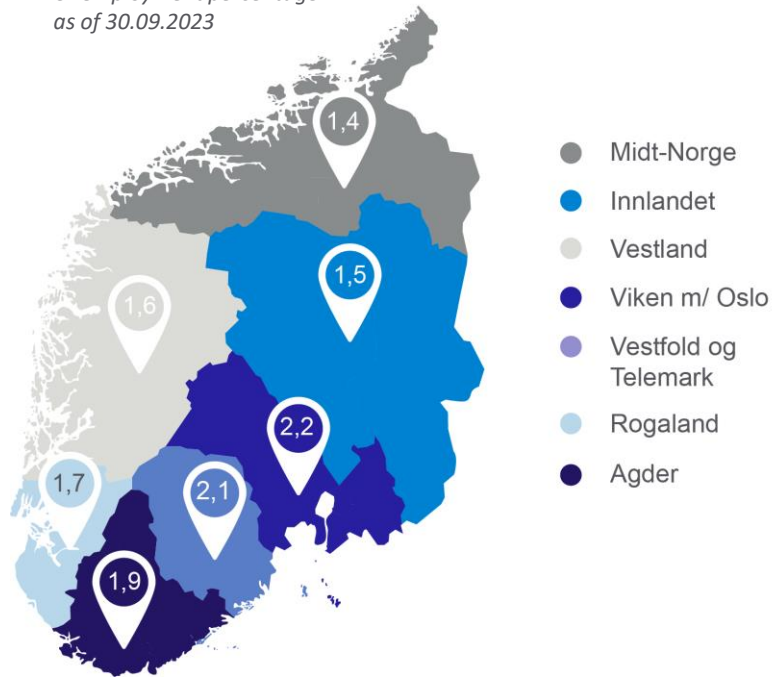 as of 30.09.2023
1,4
Midt-Norge
Innlandet
Vestland
Viken m/ Oslo
Vestfold og
Telemark
Rogaland
Agder
1,5
1,6
2,2
1,7
2,1
1,9